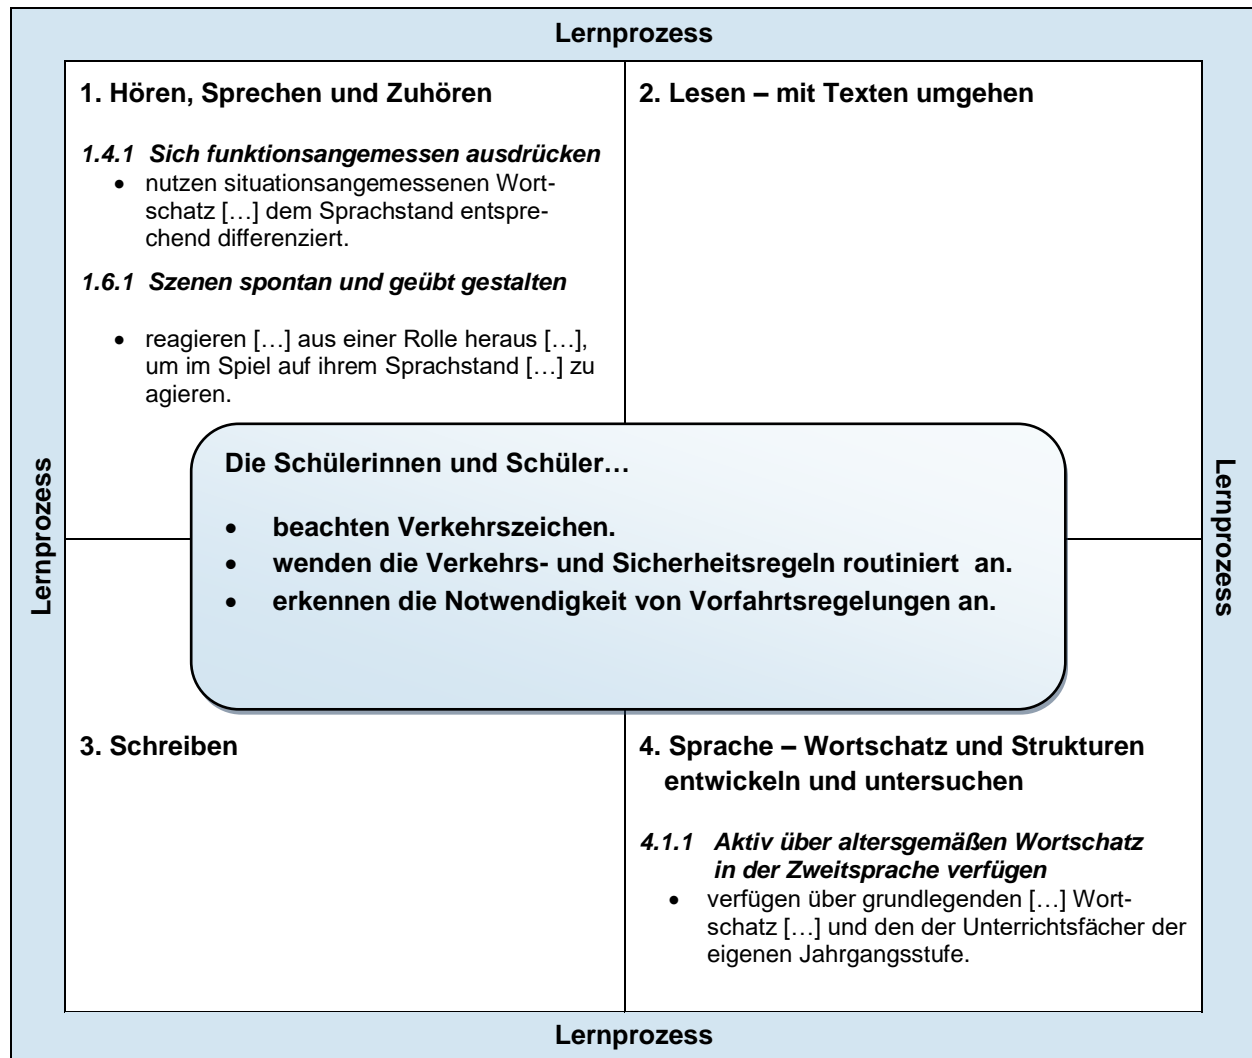 Lernprozess
1. Hören, Sprechen und Zuhören
1.4.1 Sich funktionsangemessen ausdrücken
• nutzen situationsangemessenen Wort-
schatz […] dem Sprachstand entspre-
chend differenziert.
1.6.1 Szenen spontan und geübt gestalten
• reagieren […] aus einer Rolle heraus […],
um im Spiel auf ihrem Sprachstand […] zu
agieren.
2. Lesen – mit Texten umgehen
Lernprozess
Die Schülerinnen und Schüler…
• beachten Verkehrszeichen.
• wenden die Verkehrs- und Sicherheitsregeln routiniert an.
• erkennen die Notwendigkeit von Vorfahrtsregelungen an.
Lernprozess
3. Schreiben
4. Sprache – Wortschatz und Strukturen
entwickeln und untersuchen
4.1.1 Aktiv über altersgemäßen Wortschatz
in der Zweitsprache verfügen
• verfügen über grundlegenden […] Wort-
schatz […] und den der Unterrichtsfächer der
eigenen Jahrgangsstufe.
Lernprozess